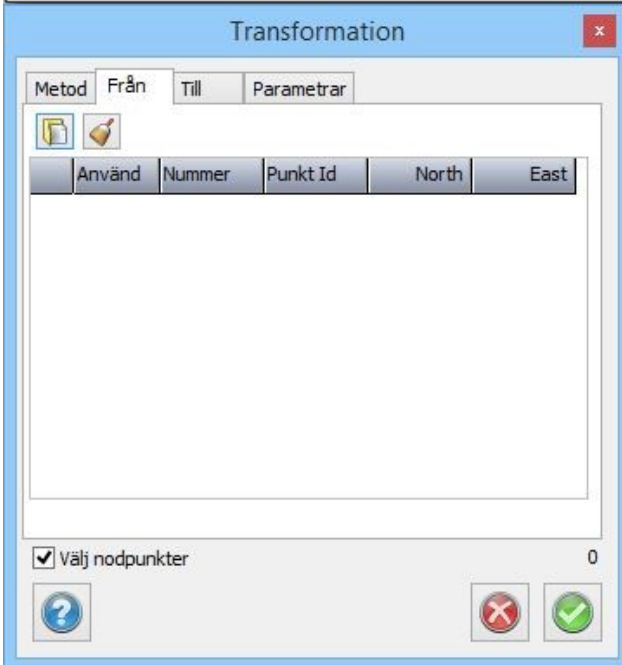 Transformation
Metod Från Till Parametrar
Använd Nummer Punkt Id North East
Välj nodpunkter 0